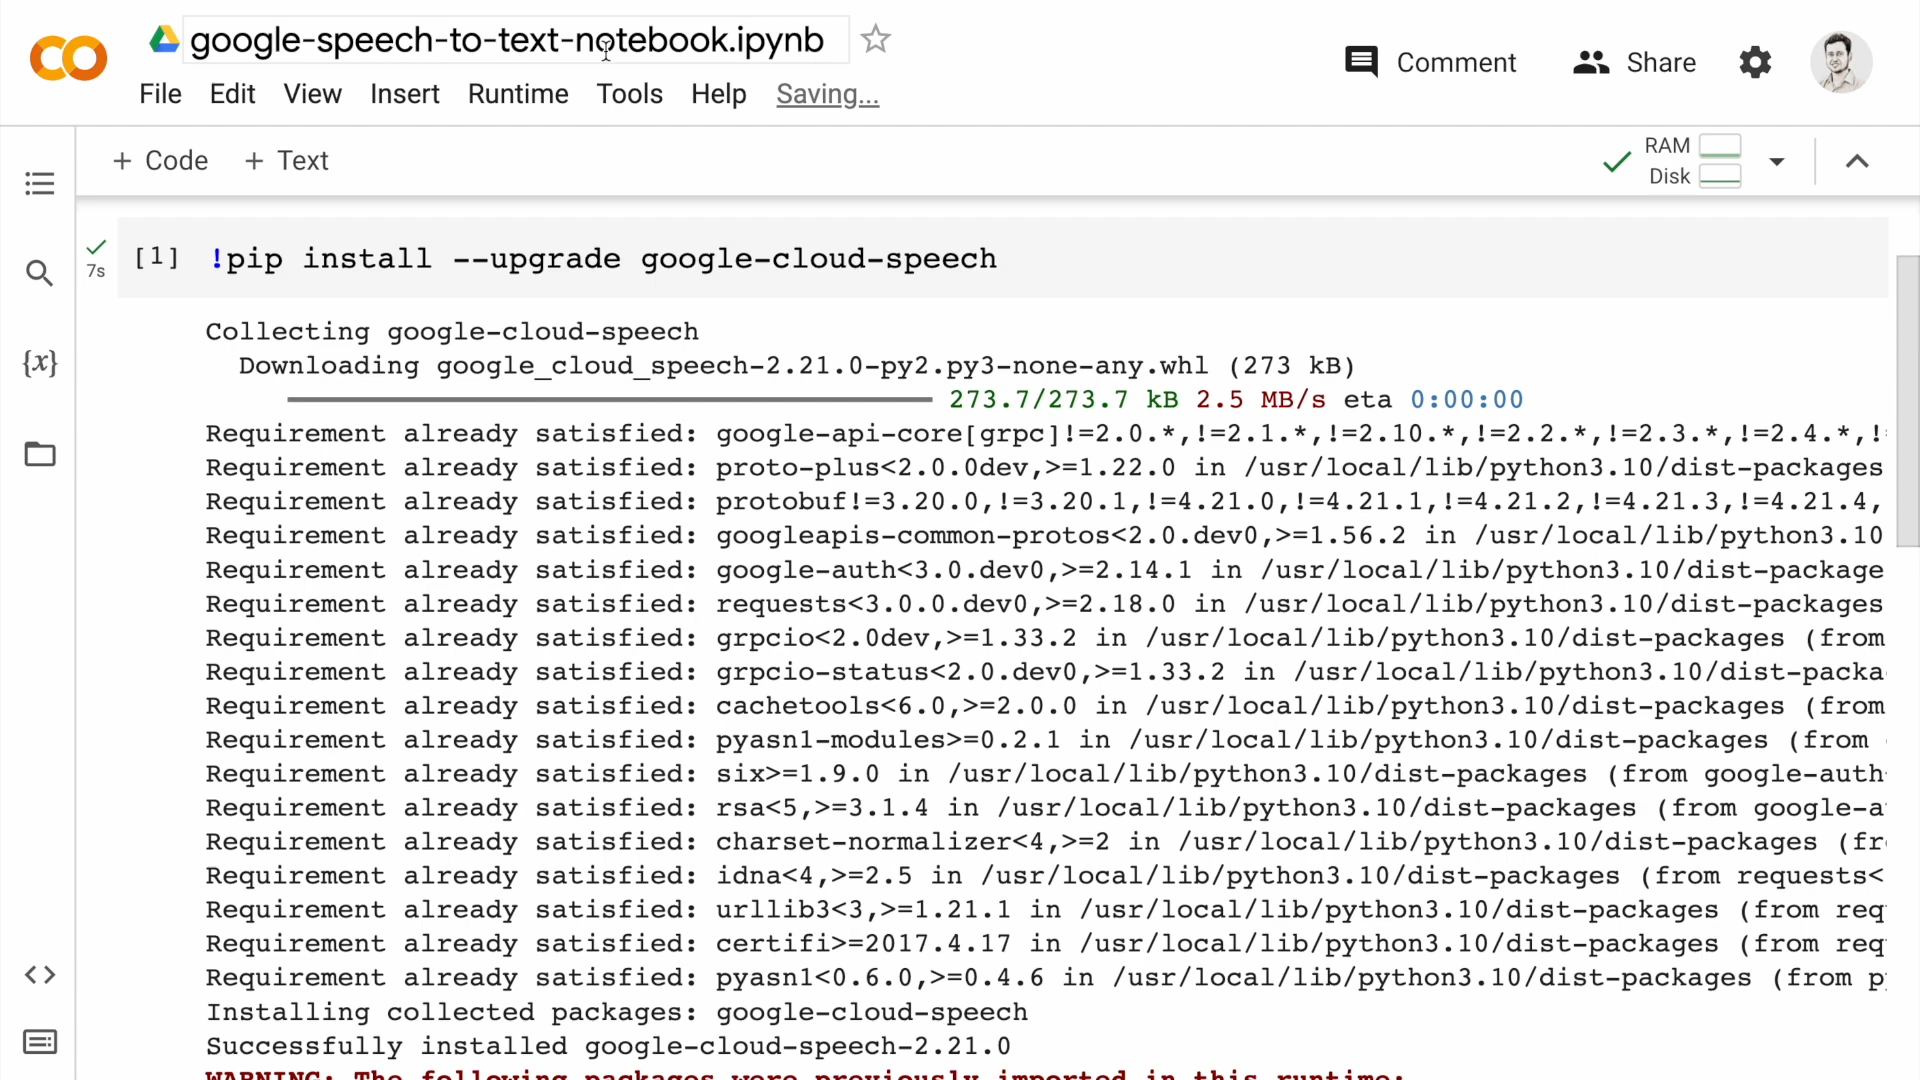 google-speech-to-text-notebook.ipynb
Comment
Share
File Edit View Insert Runtime Tools Help Saving...
+ Code + Text
RAM
Disk
7s
[1] !pip install --upgrade google-cloud-speech
Collecting google-cloud-speech
Downloading google_cloud_speech-2.21.0-py2.py3-none-any.whl (273 kB)
273.7/273.7 kB 2.5 MB/s eta 0:00:00
Requirement already satisfied: google-api-core[grpc]!=2.0.*,!=2.1.*,!=2.10.*,!=2.2.*,!=2.3.*,!=2.4.*,!
Requirement already satisfied: proto-plus<2.0.0dev,>=1.22.0 in /usr/local/lib/python3.10/dist-packages
Requirement already satisfied: protobuf!=3.20.0,!=3.20.1,!=4.21.0,!=4.21.1,!=4.21.2,!=4.21.3,!=4.21.4,
Requirement already satisfied: googleapis-common-protos<2.0.dev0,>=1.56.2 in /usr/local/lib/python3.10
Requirement already satisfied: google-auth<3.0.dev0,>=2.14.1 in /usr/local/lib/python3.10/dist-package
Requirement already satisfied: requests<3.0.0.dev0,>=2.18.0 in /usr/local/lib/python3.10/dist-packages
Requirement already satisfied: grpcio<2.0dev,>=1.33.2 in /usr/local/lib/python3.10/dist-packages (from
Requirement already satisfied: grpcio-status<2.0.dev0,>=1.33.2 in /usr/local/lib/python3.10/dist-packa
Requirement already satisfied: cachetools<6.0,>=2.0.0 in /usr/local/lib/python3.10/dist-packages (from
Requirement already satisfied: pyasn1-modules>=0.2.1 in /usr/local/lib/python3.10/dist-packages (from
Requirement already satisfied: six>=1.9.0 in /usr/local/lib/python3.10/dist-packages (from google-auth
Requirement already satisfied: rsa<5,>=3.1.4 in /usr/local/lib/python3.10/dist-packages (from google-a
Requirement already satisfied: charset-normalizer<4,>=2 in /usr/local/lib/python3.10/dist-packages (fr
Requirement already satisfied: idna<4,>=2.5 in /usr/local/lib/python3.10/dist-packages (from requests<
Requirement already satisfied: urllib3<3,>=1.21.1 in /usr/local/lib/python3.10/dist-packages (from req
Requirement already satisfied: certifi>=2017.4.17 in /usr/local/lib/python3.10/dist-packages (from req
Requirement already satisfied: pyasn1<0.6.0,>=0.4.6 in /usr/local/lib/python3.10/dist-packages (from p
Installing collected packages: google-cloud-speech
Successfully installed google-cloud-speech-2.21.0
WARNING: The following packages were previously imported in this runtime: